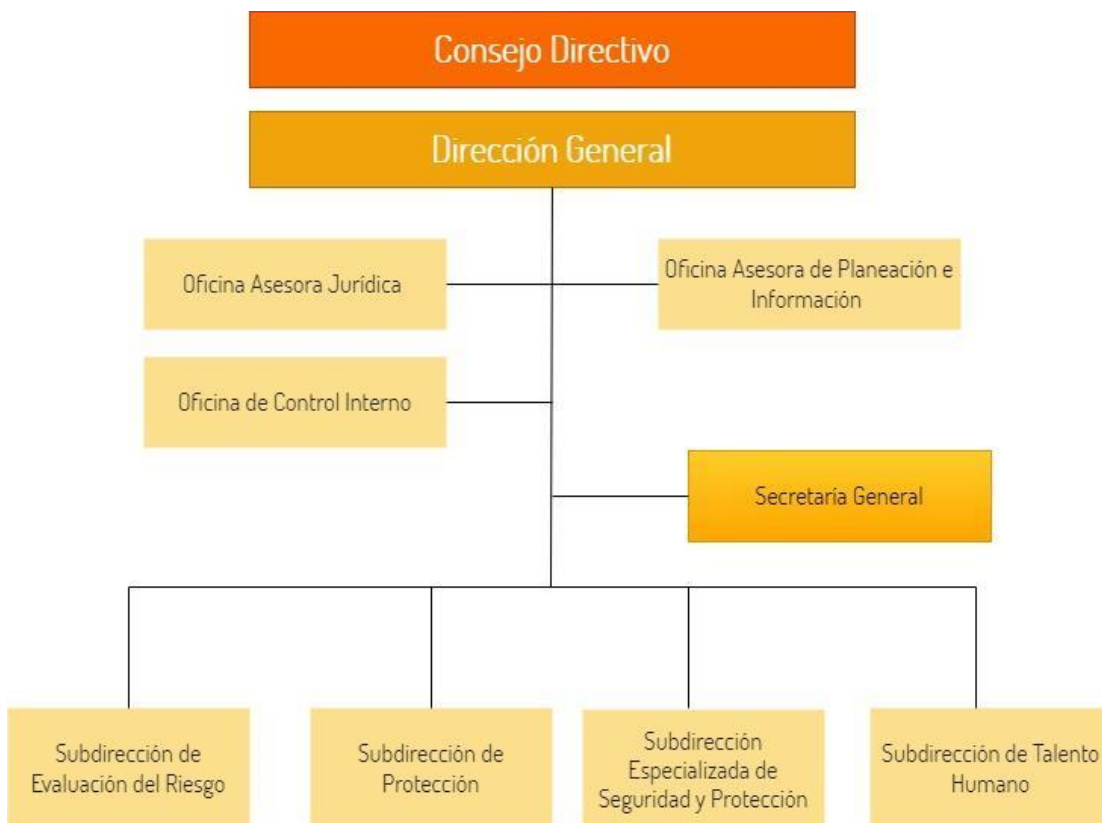 Consejo Directivo
Dirección General
Oficina Asesora Jurídica
Oficina Asesora de Planeación e
Información
Oficina de Control Interno
Secretaría General
Subdirección de
Evaluación del Riesgo
Subdirección de
Protección
Subdirección
Especializada de
Seguridad y Protección
Subdirección de Talento
Humano